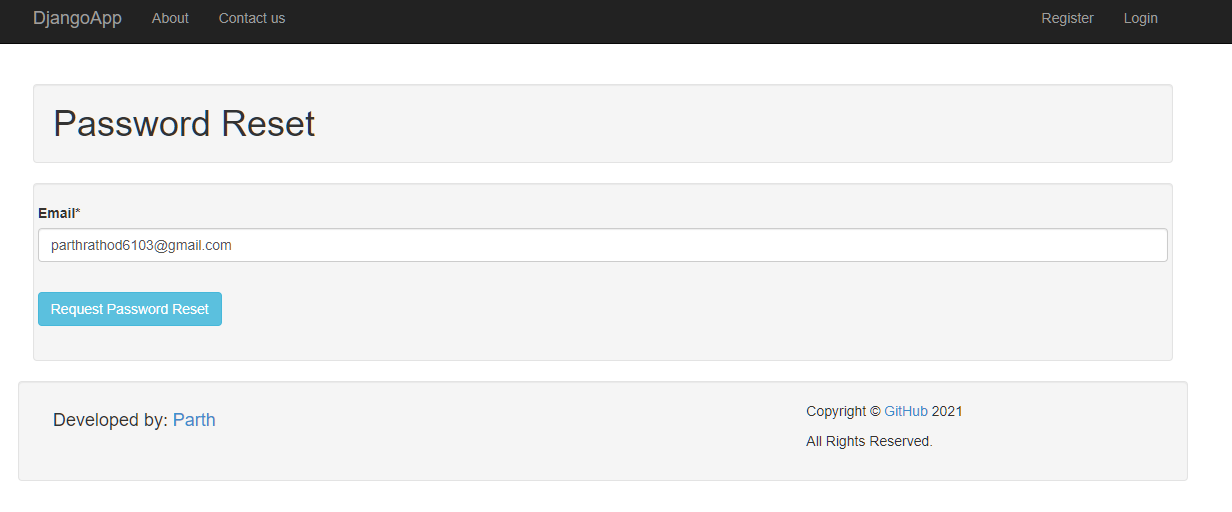 DjangoApp About Contact us Register Login
Password Reset
Email*
parthrathod6103@gmail.com
Request Password Reset
Developed by: Parth
Copyright © GitHub 2021
All Rights Reserved.